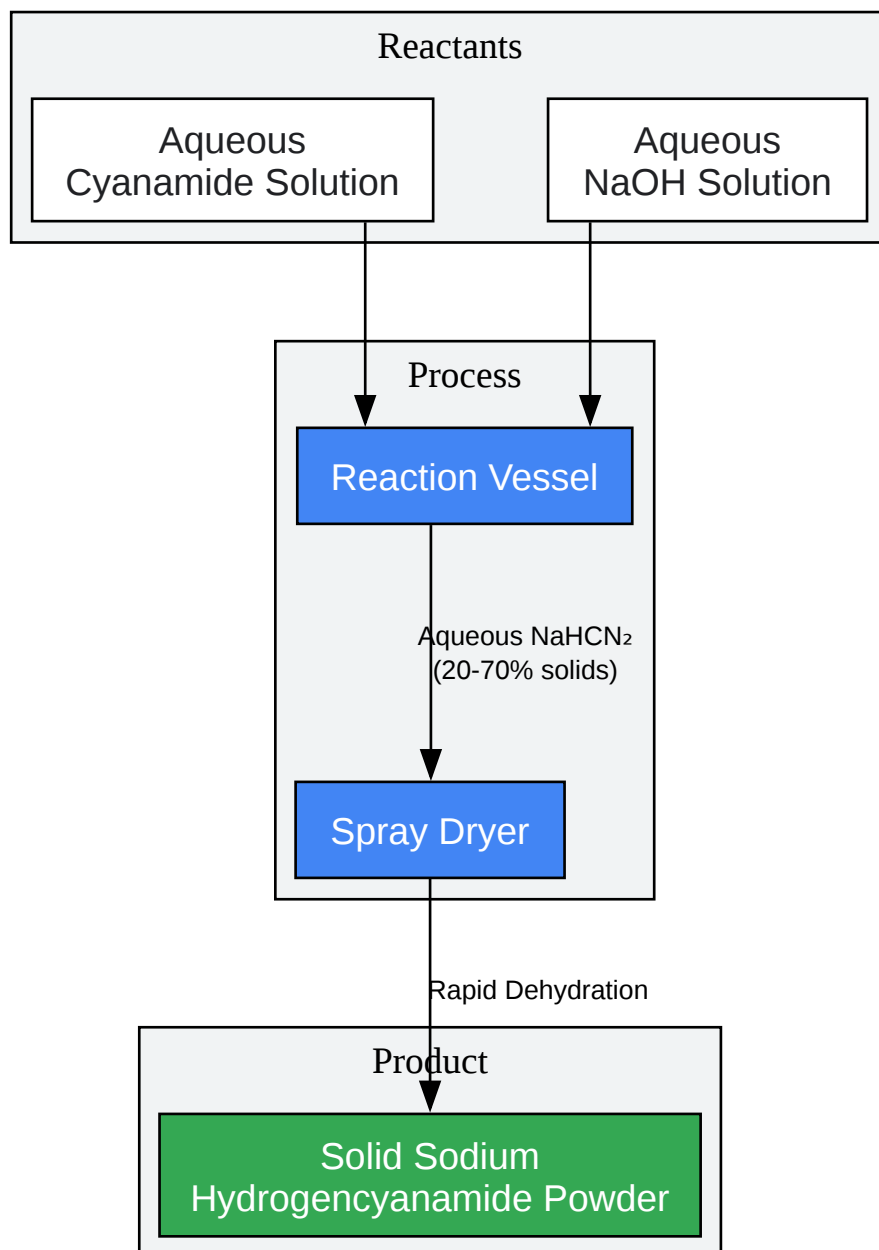 Reactants
Aqueous
Cyanamide Solution
Aqueous
NaOH Solution
Process
Reaction Vessel
Aqueous NaHCN₂
(20-70% solids)
Spray Dryer
Rapid Dehydration
Product
Solid Sodium
Hydrogencyanamide Powder